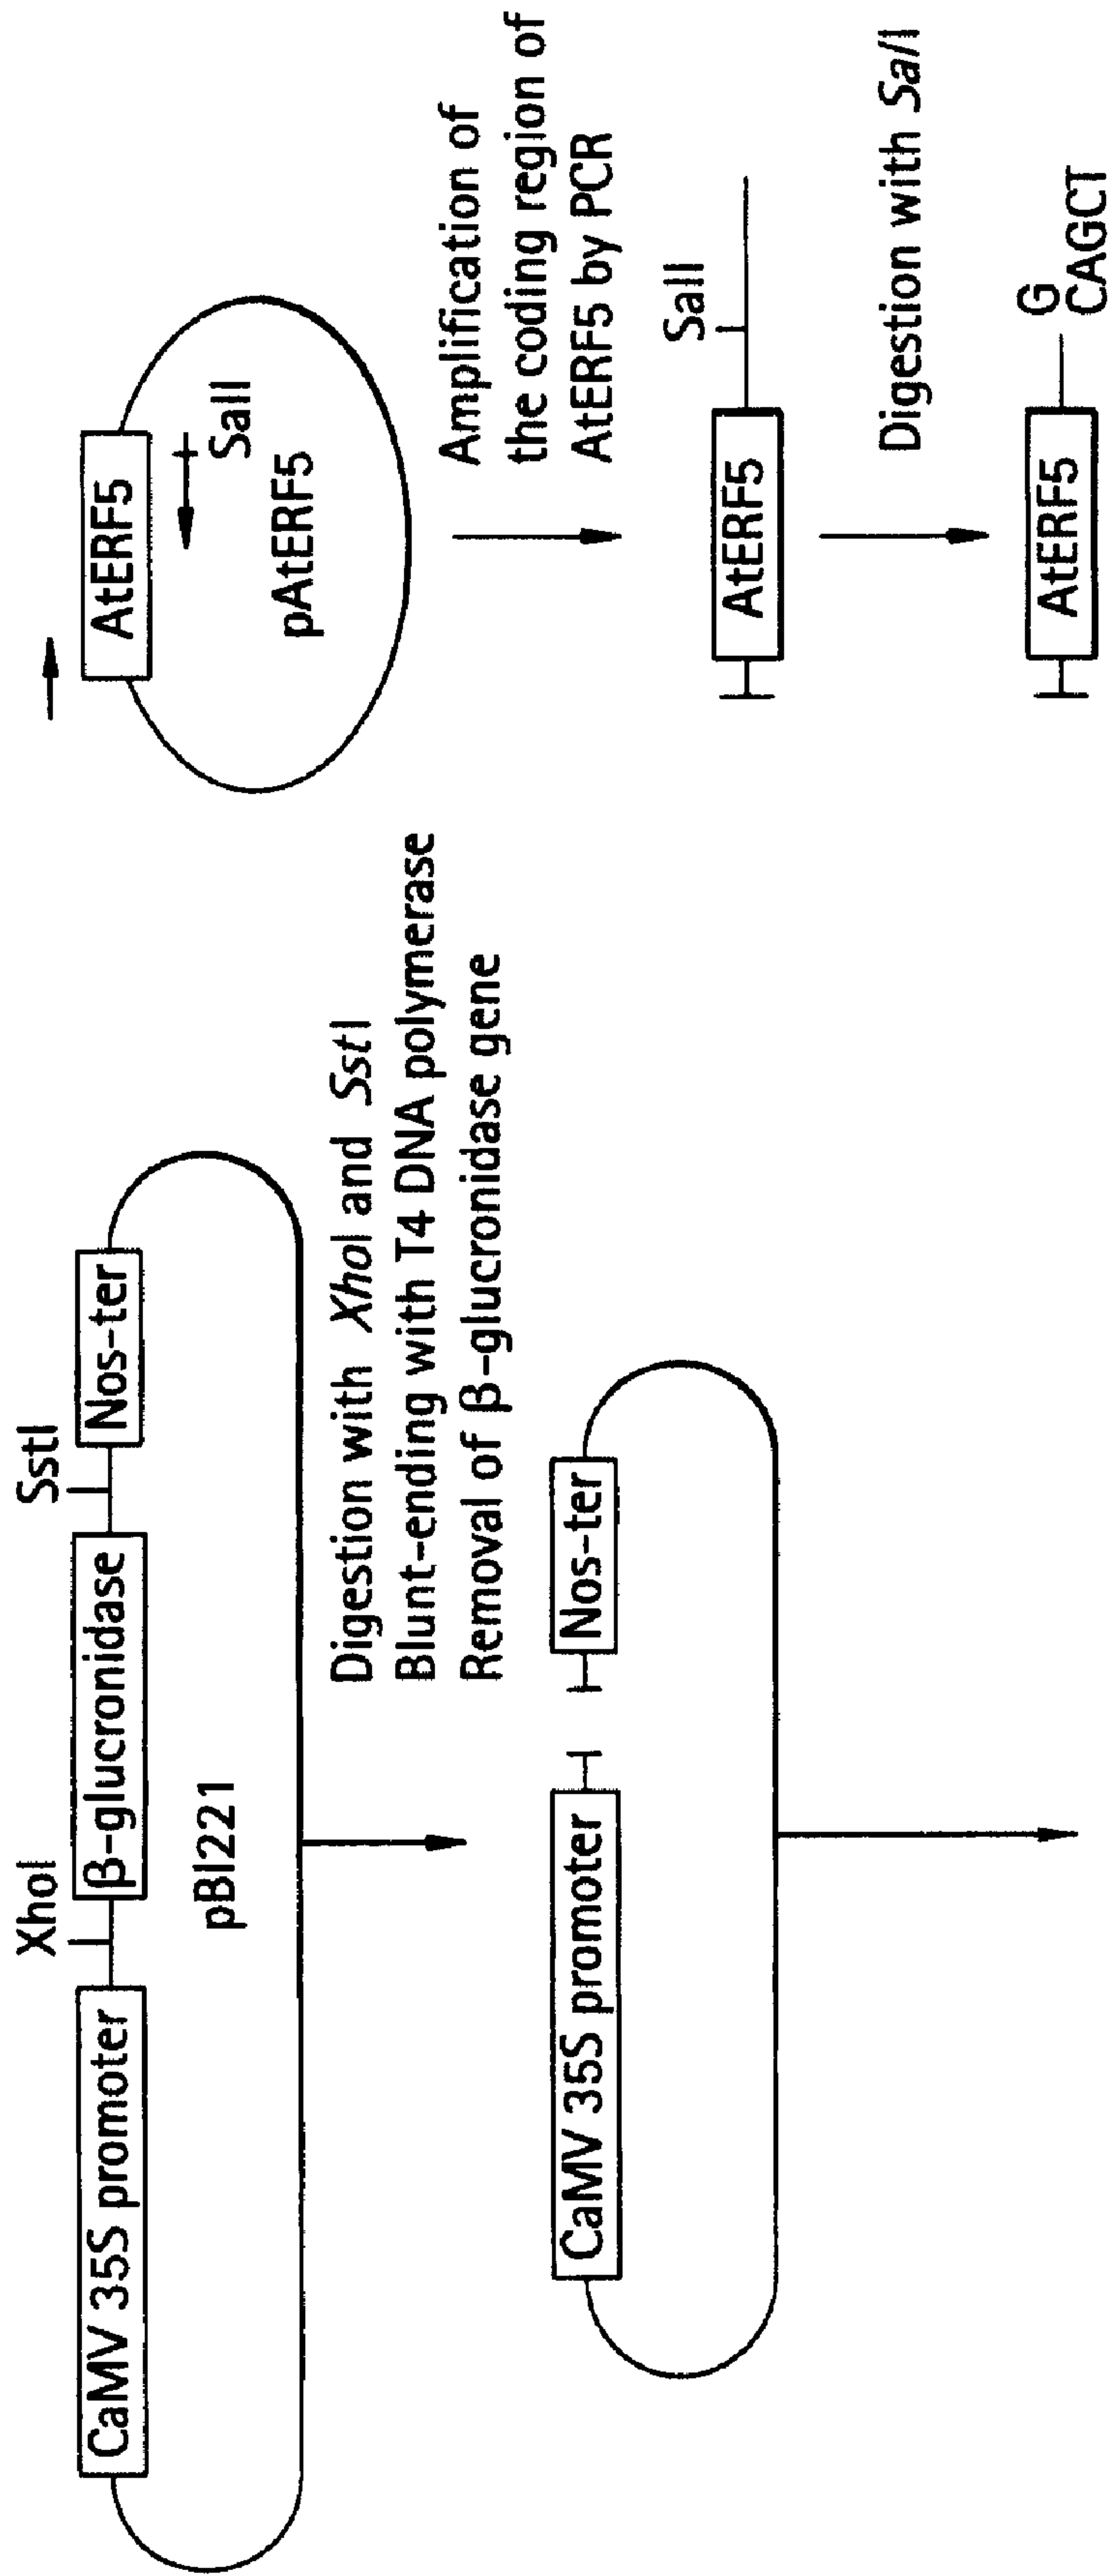 XhoI
SstI
CaMV 35S promoter
β-glucronidase
Nos-ter
pBI221
Digestion with XhoI and SstI
Blunt-ending with T4 DNA polymerase
Removal of β-glucronidase gene
CaMV 35S promoter
Nos-ter
AtERF5
SalI
pAtERF5
Amplification of
the coding region of
AtERF5 by PCR
SalI
AtERF5
Digestion with SalI
AtERF5
G
CAGCT